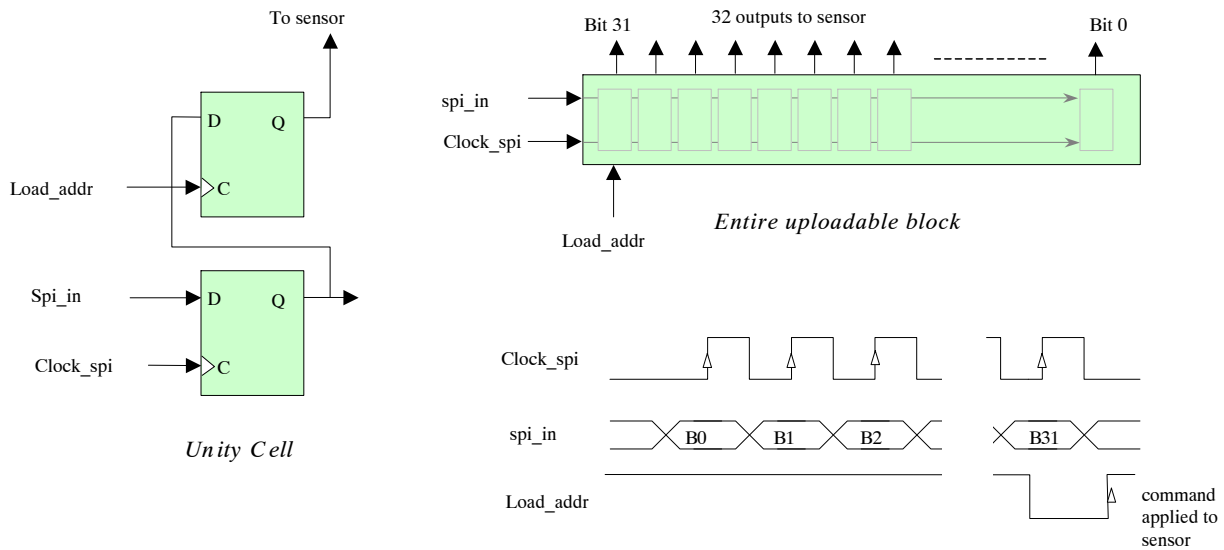 To sensor
D
Q
Load_addr
C
Spi_in
D
Q
Clock_spi
C
Unity Cell
32 outputs to sensor
Bit 31
Bit 0
spi_in
Clock_spi
Load_addr
Entire uploadable block
Clock_spi
spi_in
B0
B1
B2
B31
Load_addr
command
applied to
sensor